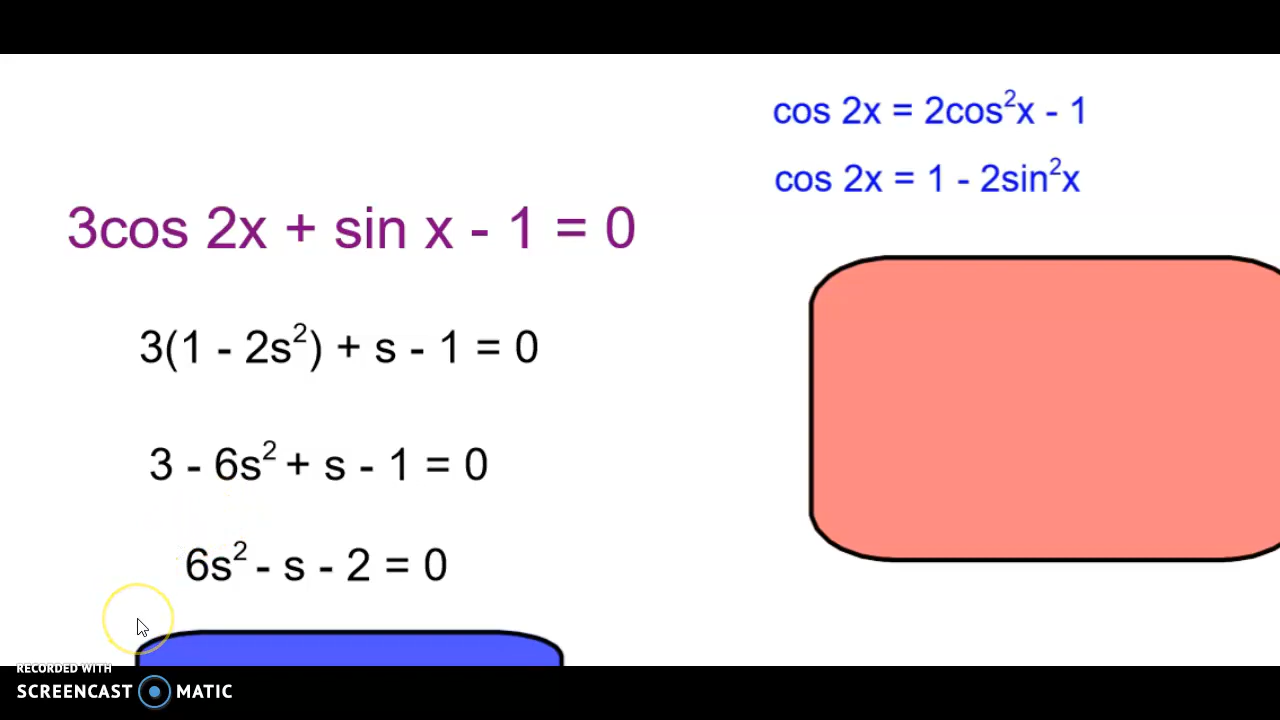 cos 2x = 2cos²x - 1
cos 2x = 1 - 2sin²x
3cos 2x + sin x - 1 = 0
3(1 - 2s²) + s - 1 = 0
3 - 6s² + s - 1 = 0
6s² - s - 2 = 0
RECORDED WITH
SCREENCAST MATIC